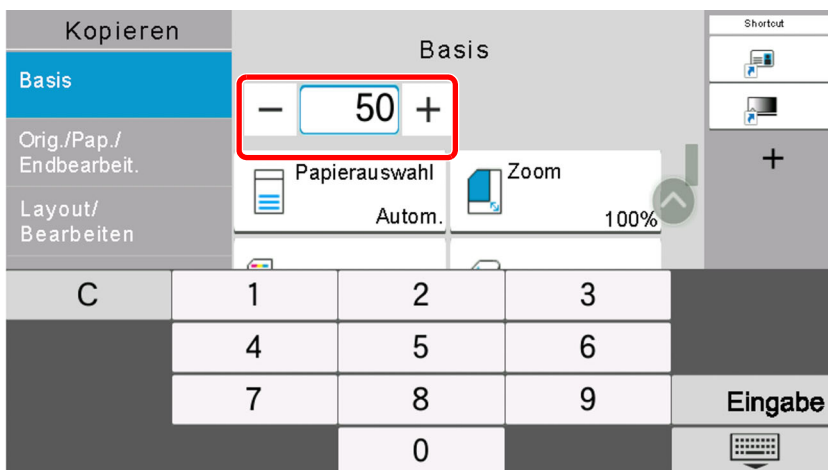 Kopieren
Basis
Shortcut
Basis
− 50 +
Orig./Pap./
Endbearbeit.
Papierauswahl
Autom.
Zoom
100%
+
Layout/
Bearbeiten
C 1 2 3
4 5 6
7 8 9 Eingabe
0